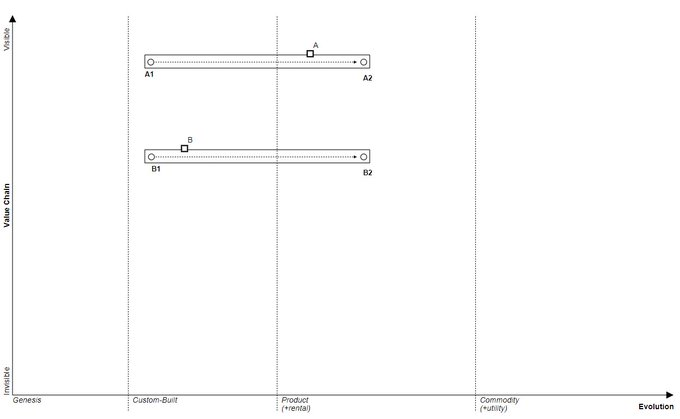 Visible
A
A1
A2
B
B1
B2
Value Chain
Invisible
Genesis
Custom-Built
Product
(+rental)
Commodity
(+utility)
Evolution